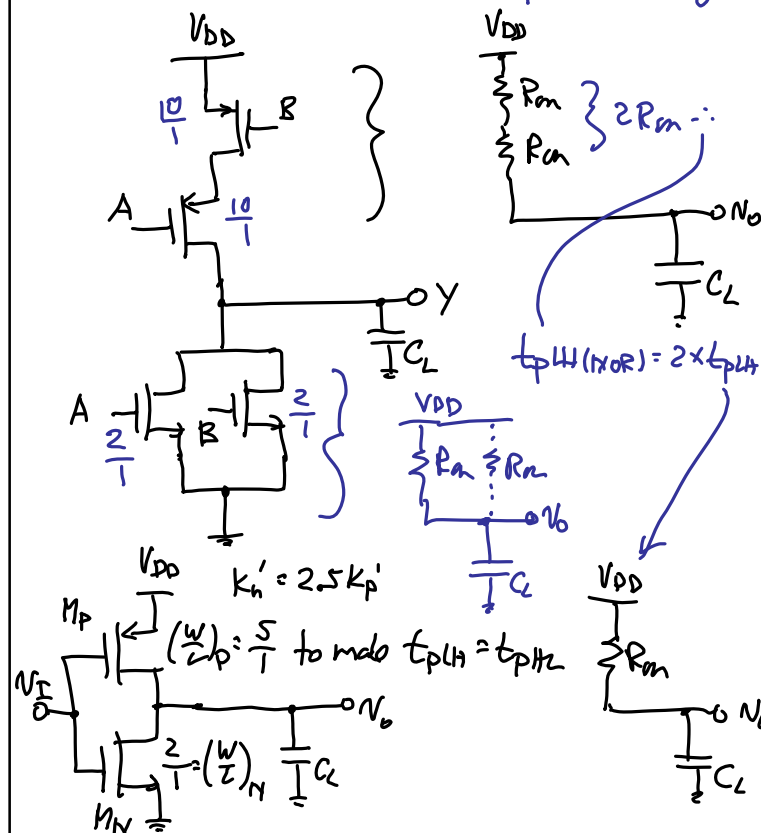 VDD
10/1
B
A
10/1
Y
CL
A
2/1
B
2/1
VDD
Ron
Ron
} 2Ron ∴
No
CL
tpLH(NOR) = 2 × tpLH
VDD
Ron
Ron
Vo
CL
Kn' = 2.5 Kp'
VDD
MP
(W/L)P = 5/1 to make tpLH = tpHL
VI
Vo
2/1 = (W/L)N
CL
MN
VDD
Ron
CL